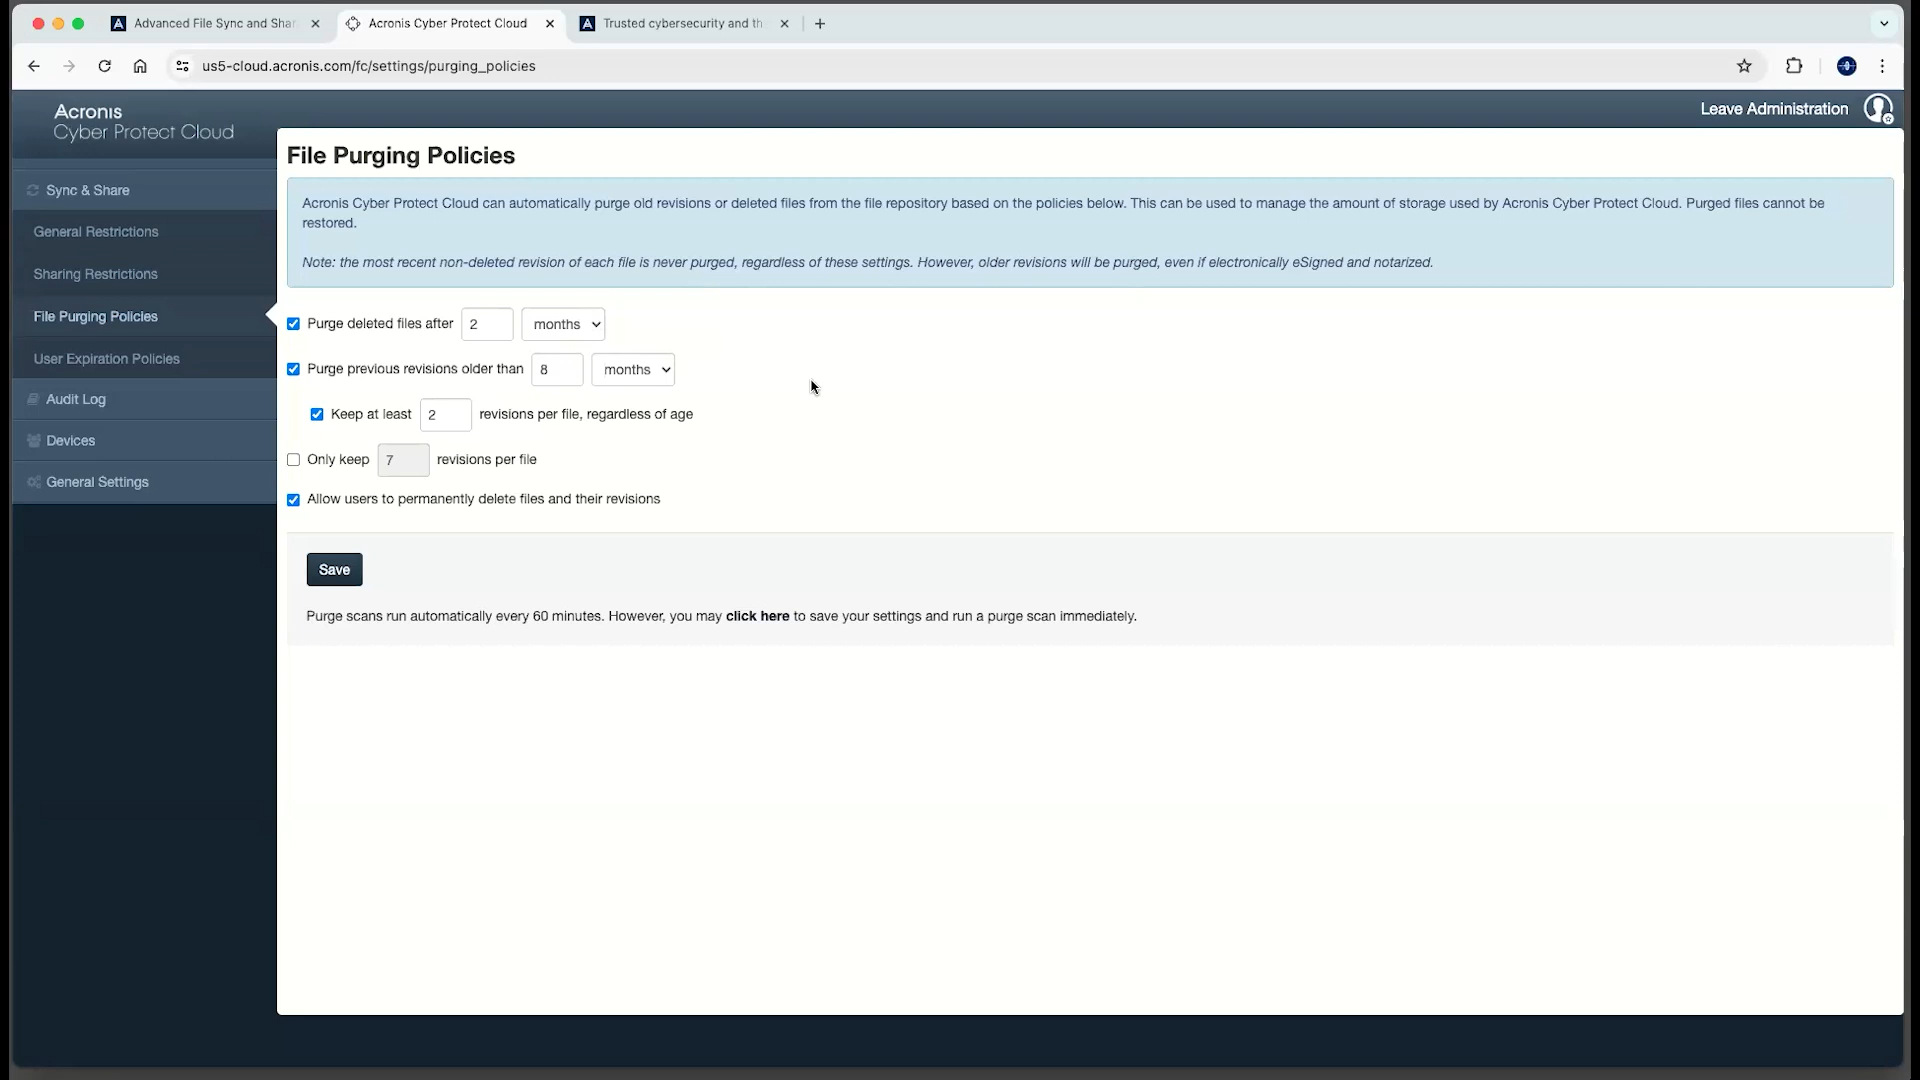 Advanced File Sync and Sha
Acronis Cyber Protect Cloud
Trusted cybersecurity and th
us5-cloud.acronis.com/fc/settings/purging_policies
Acronis
Cyber Protect Cloud
Leave Administration
Sync & Share
General Restrictions
Sharing Restrictions
File Purging Policies
User Expiration Policies
Audit Log
Devices
General Settings
File Purging Policies
Acronis Cyber Protect Cloud can automatically purge old revisions or deleted files from the file repository based on the policies below. This can be used to manage the amount of storage used by Acronis Cyber Protect Cloud. Purged files cannot be
restored.
Note: the most recent non-deleted revision of each file is never purged, regardless of these settings. However, older revisions will be purged, even if electronically eSigned and notarized.
Purge deleted files after 2 months
Purge previous revisions older than 8 months
Keep at least 2 revisions per file, regardless of age
Only keep 7 revisions per file
Allow users to permanently delete files and their revisions
Save
Purge scans run automatically every 60 minutes. However, you may click here to save your settings and run a purge scan immediately.